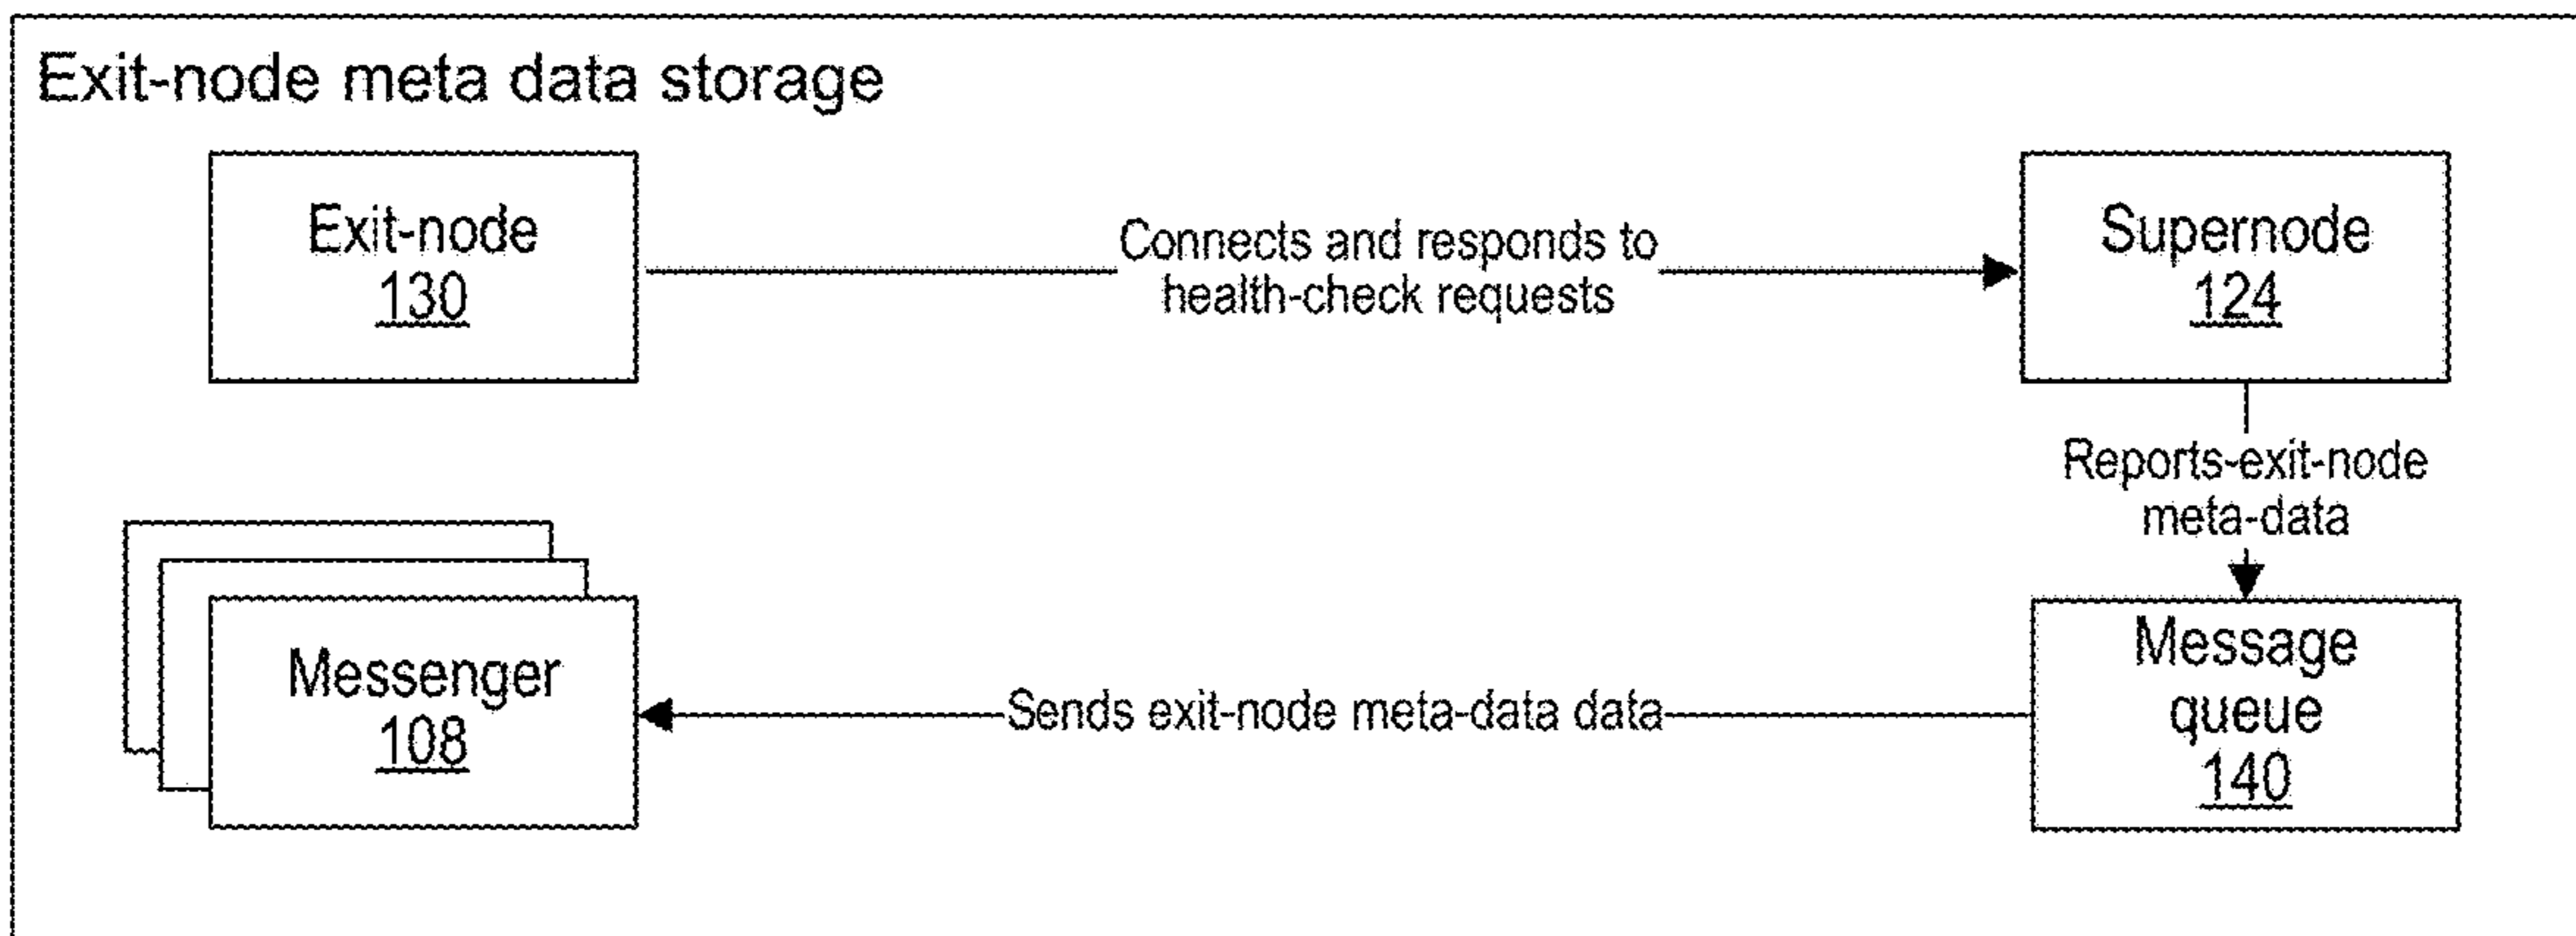 Exit-node meta data storage
Exit-node
130
Connects and responds to
health-check requests
Supernode
124
Reports-exit-node
meta-data
Messenger
108
Sends exit-node meta-data data
Message
queue
140